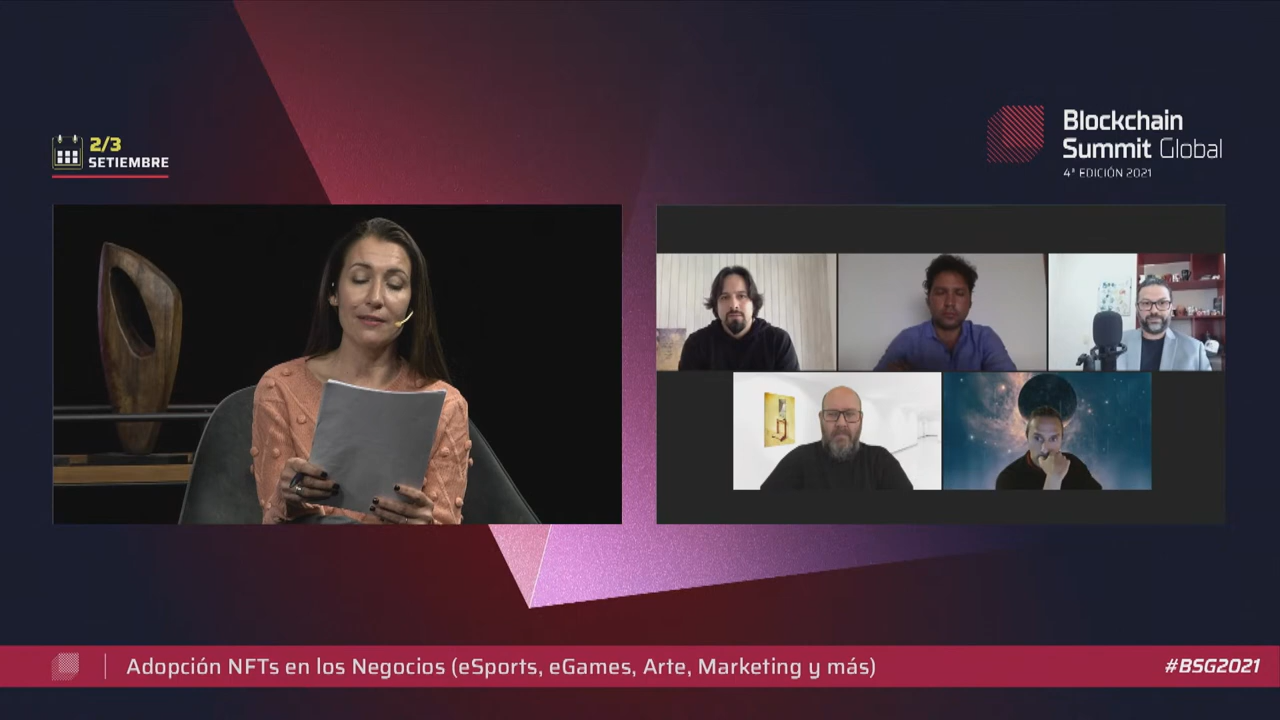 2/3
SETIEMBRE
Blockchain
Summit Global
4ª EDICIÓN 2021
Adopción NFTs en los Negocios (eSports, eGames, Arte, Marketing y más)
#BSG2021